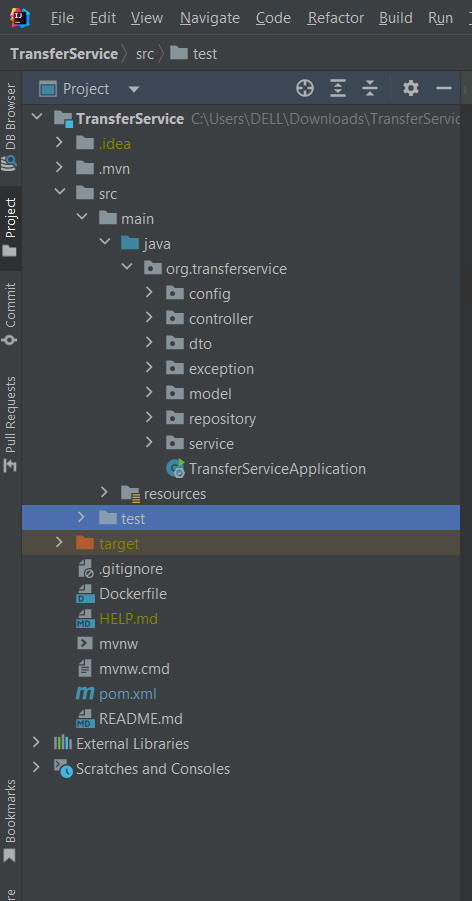 File Edit View Navigate Code Refactor Build Run
TransferService src test
Project
TransferService C:\Users\DELL\Downloads\TransferServic
.idea
.mvn
src
main
java
org.transferservice
config
controller
dto
exception
model
repository
service
TransferServiceApplication
resources
test
target
.gitignore
Dockerfile
HELP.md
mvnw
mvnw.cmd
pom.xml
README.md
External Libraries
Scratches and Consoles
DB Browser
Project
Commit
Pull Requests
Bookmarks